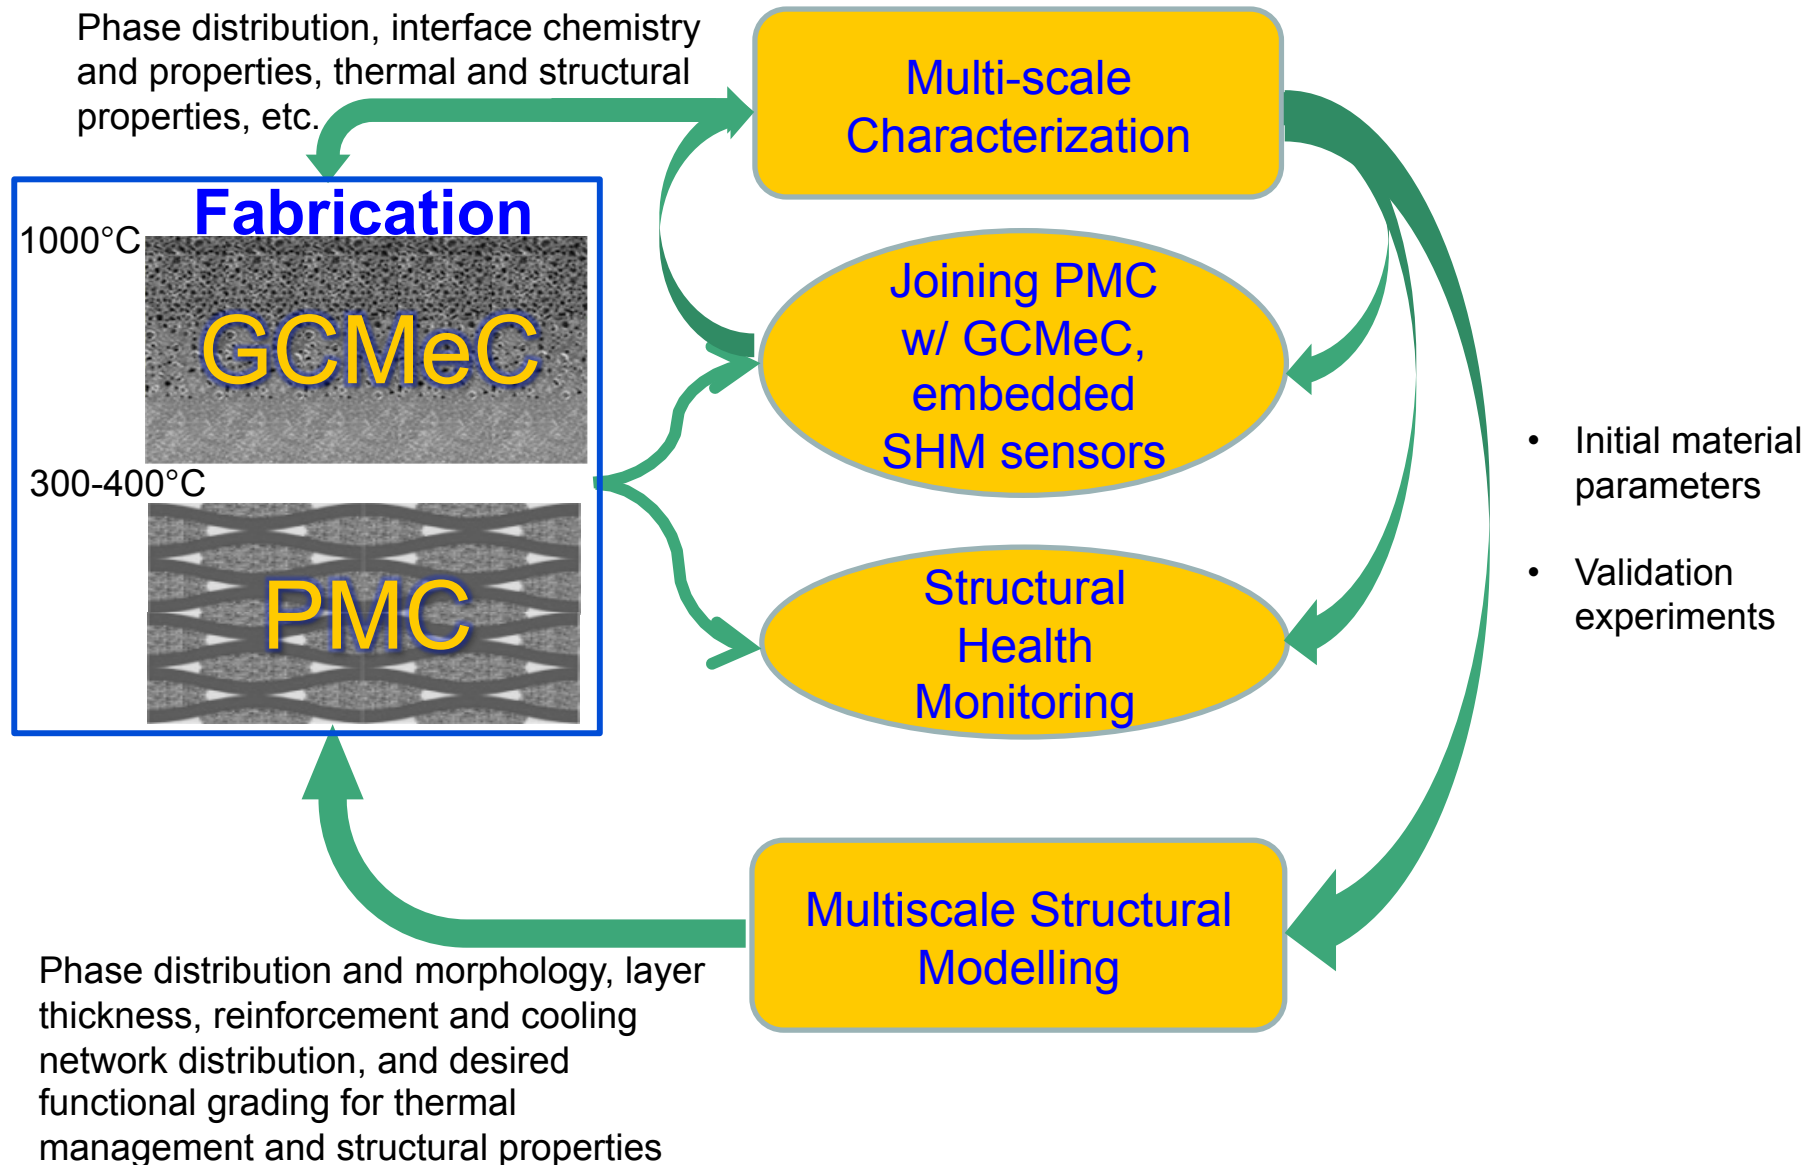 Phase distribution, interface chemistry
and properties, thermal and structural
properties, etc.
Multi-scale
Characterization
Fabrication
1000°C
GCMeC
300-400°C
PMC
Joining PMC
w/ GCMeC,
embedded
SHM sensors
Structural
Health
Monitoring
• Initial material
parameters
• Validation
experiments
Multiscale Structural
Modelling
Phase distribution and morphology, layer
thickness, reinforcement and cooling
network distribution, and desired
functional grading for thermal
management and structural properties